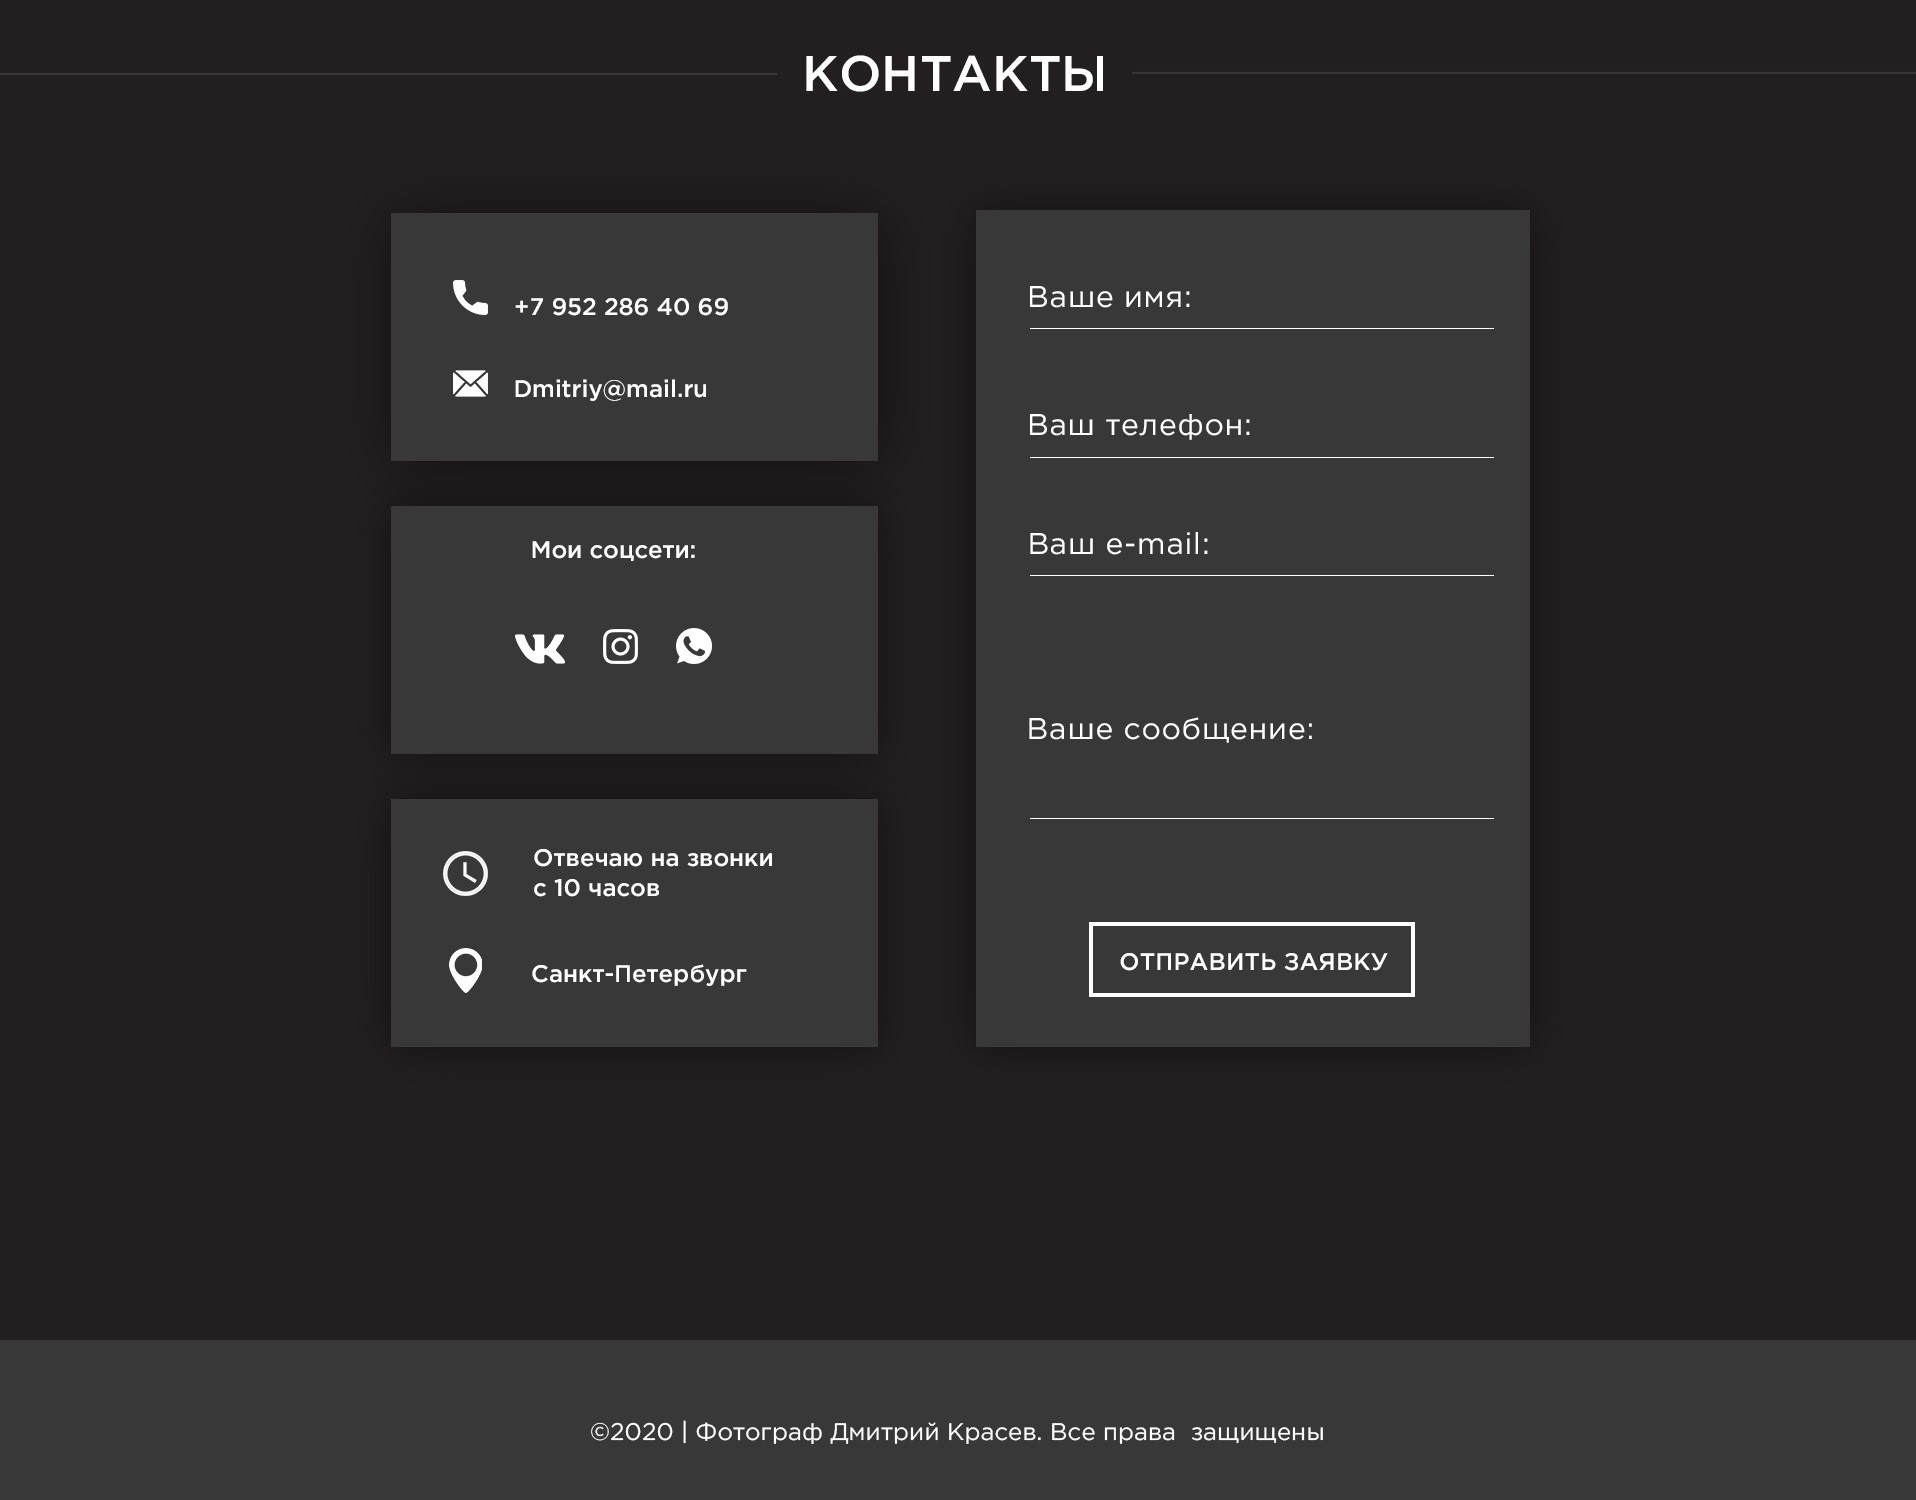 КОНТАКТЫ
+7 952 286 40 69
Dmitriy@mail.ru
Мои соцсети:
Отвечаю на звонки
с 10 часов
Санкт-Петербург
Ваше имя:
Ваш телефон:
Ваш e-mail:
Ваше сообщение:
ОТПРАВИТЬ ЗАЯВКУ
©2020 | Фотограф Дмитрий Красев. Все права  защищены